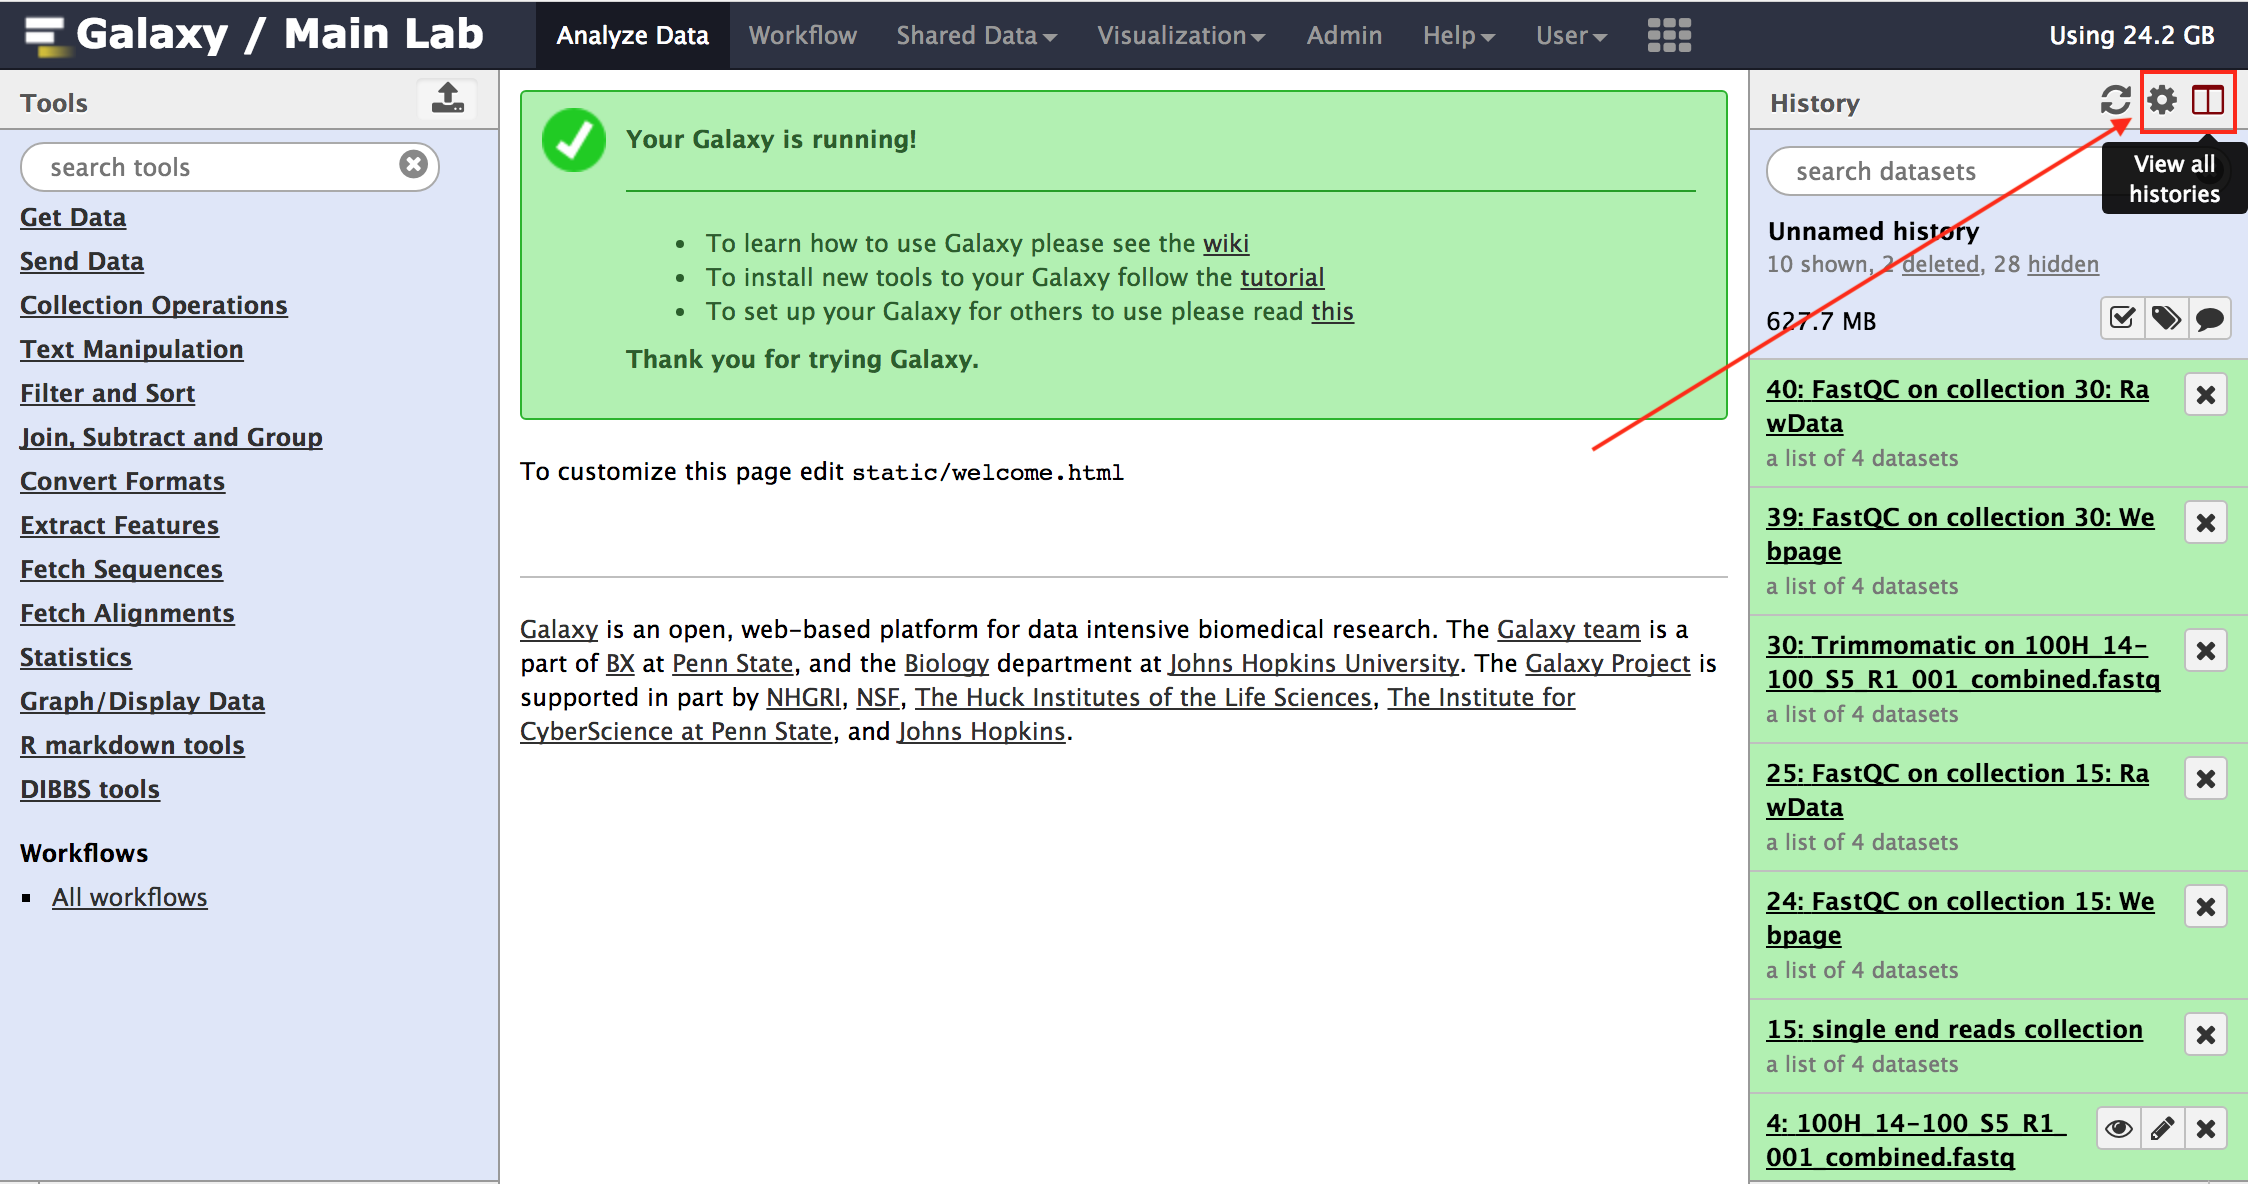 Galaxy / Main Lab
Analyze Data
Workflow
Shared Data
Visualization
Admin
Help
User
Using 24.2 GB
Tools
search tools
Get Data
Send Data
Collection Operations
Text Manipulation
Filter and Sort
Join, Subtract and Group
Convert Formats
Extract Features
Fetch Sequences
Fetch Alignments
Statistics
Graph/Display Data
R markdown tools
DIBBS tools
Workflows
All workflows
Your Galaxy is running!
To learn how to use Galaxy please see the wiki
To install new tools to your Galaxy follow the tutorial
To set up your Galaxy for others to use please read this
Thank you for trying Galaxy.
To customize this page edit static/welcome.html
Galaxy is an open, web-based platform for data intensive biomedical research. The Galaxy team is a
part of BX at Penn State, and the Biology department at Johns Hopkins University. The Galaxy Project is
supported in part by NHGRI, NSF, The Huck Institutes of the Life Sciences, The Institute for
CyberScience at Penn State, and Johns Hopkins.
History
View all
histories
search datasets
Unnamed history
10 shown, 2 deleted, 28 hidden
627.7 MB
40: FastQC on collection 30: Ra
wData
a list of 4 datasets
39: FastQC on collection 30: We
bpage
a list of 4 datasets
30: Trimmomatic on 100H_14-
100_S5_R1_001_combined.fastq
a list of 4 datasets
25: FastQC on collection 15: Ra
wData
a list of 4 datasets
24: FastQC on collection 15: We
bpage
a list of 4 datasets
15: single end reads collection
a list of 4 datasets
4: 100H_14-100_S5_R1_
001_combined.fastq